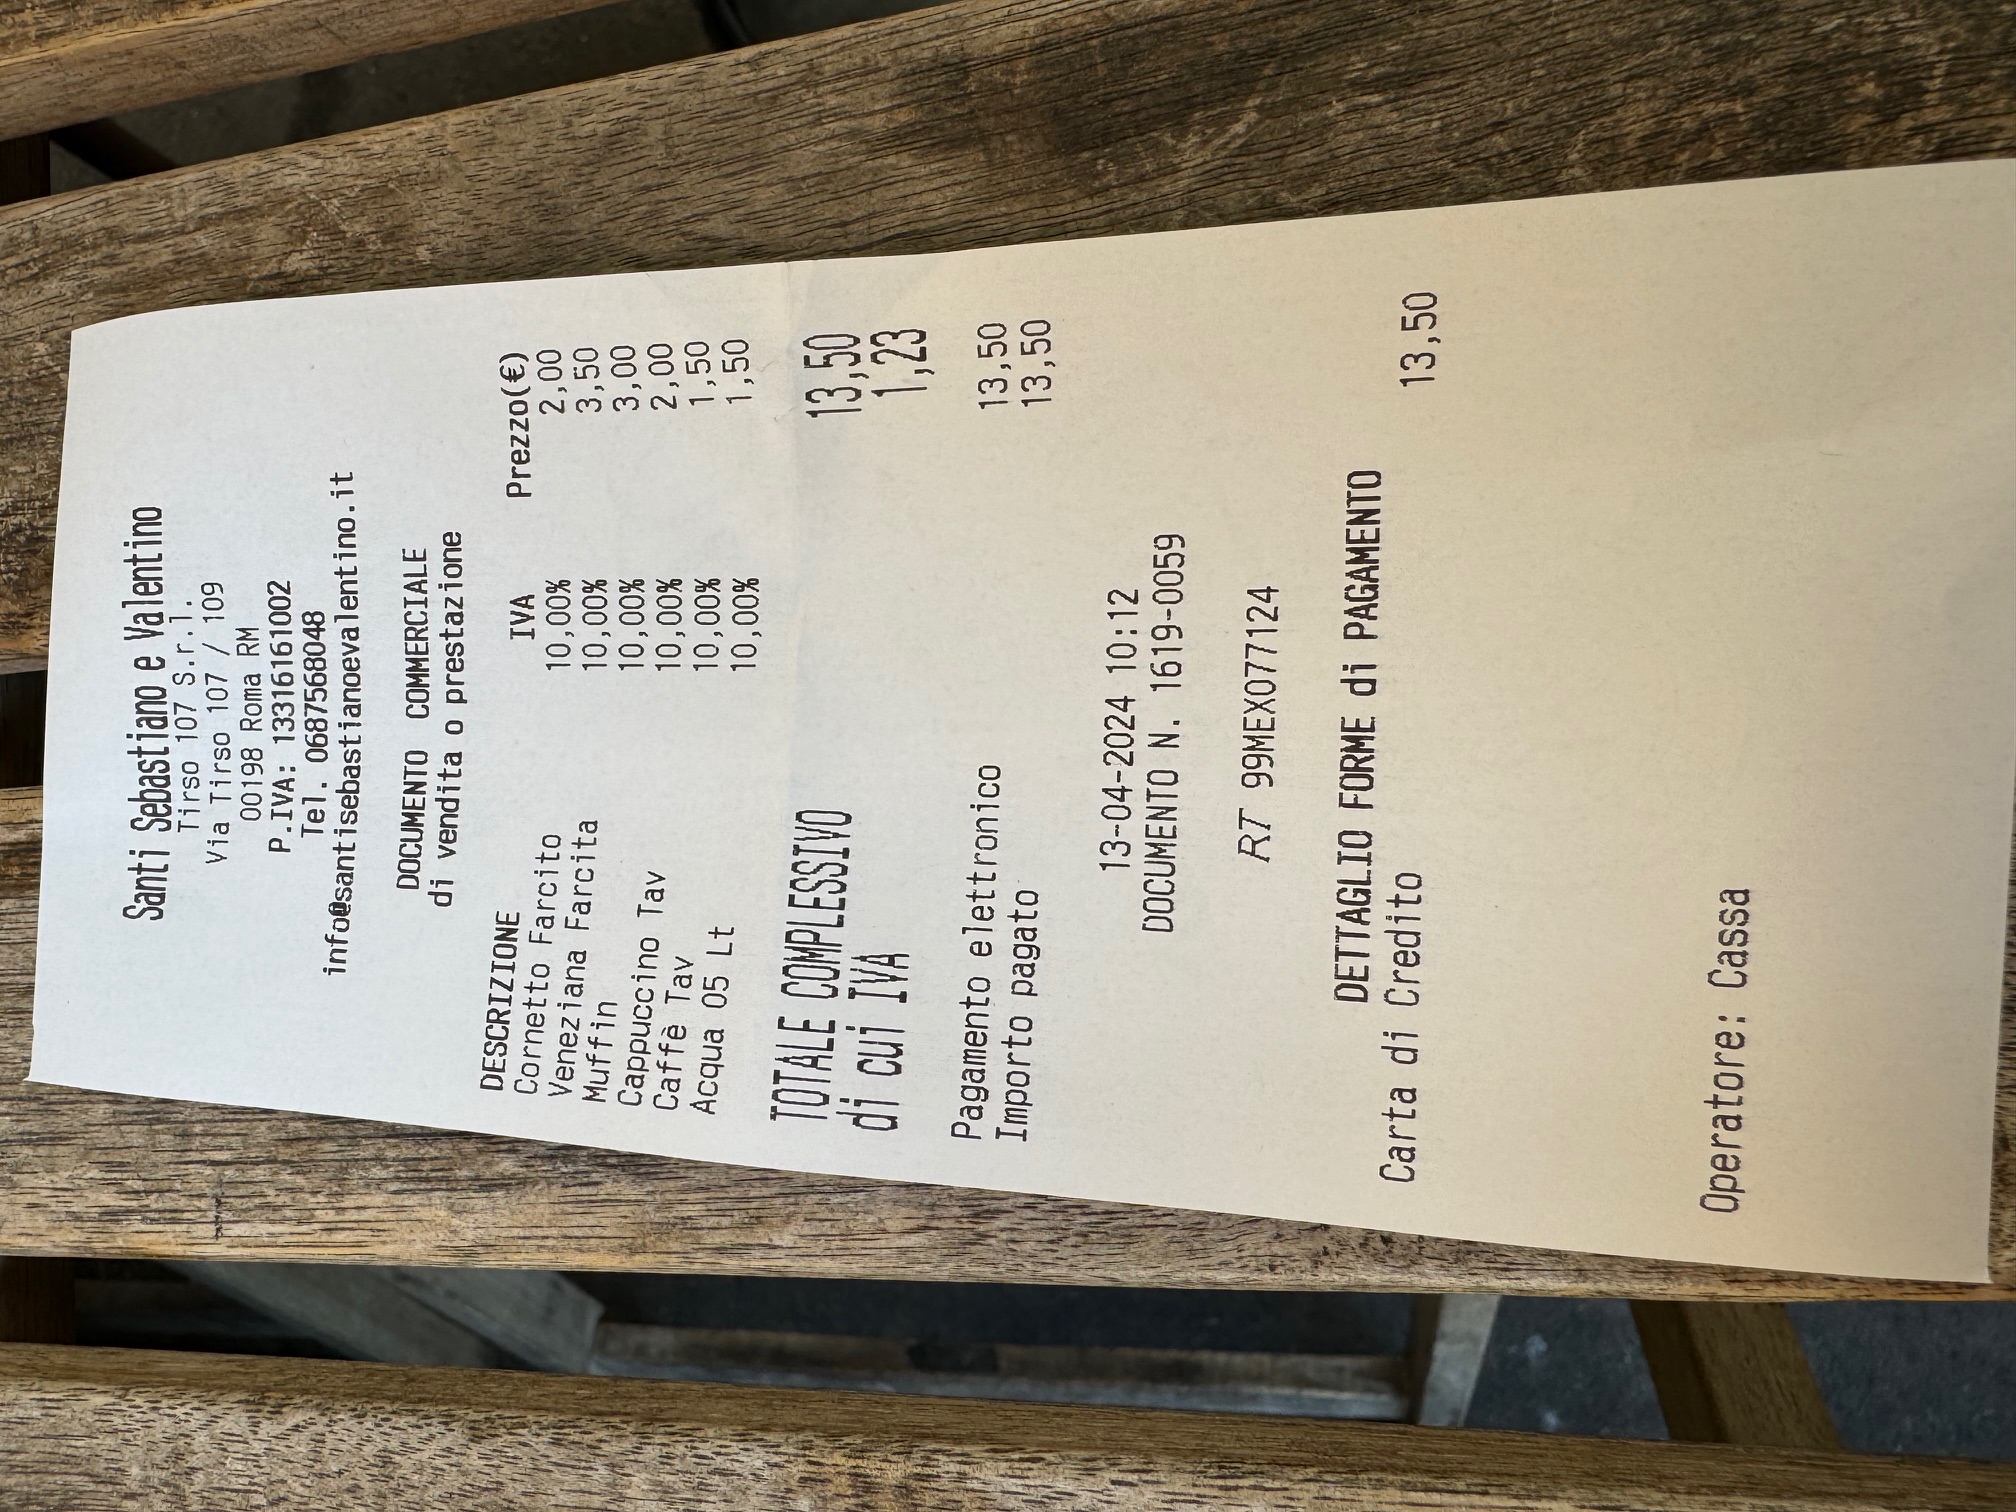 Santi Sebastiano e Valentino
Tirso 107 S.r.l.
Via Tirso 107 / 109
00198 Roma RM
P.IVA: 13316161002
Tel. 0687568048
info@santisebastianoevalentino.it
DOCUMENTO COMMERCIALE
di vendita o prestazione
DESCRIZIONE IVA Prezzo(€)
Cornetto Farcito 10,00% 2,00
Veneziana Farcita 10,00% 3,50
Muffin 10,00% 3,00
Cappuccino Tav 10,00% 2,00
Caffè Tav 10,00% 1,50
Acqua 05 Lt 10,00% 1,50
TOTALE COMPLESSIVO 13,50
di cui IVA 1,23
Pagamento elettronico 13,50
Importo pagato 13,50
13-04-2024 10:12
DOCUMENTO N. 1619-0059
RT 99MEX077124
DETTAGLIO FORME di PAGAMENTO
Carta di Credito 13,50
Operatore: Cassa